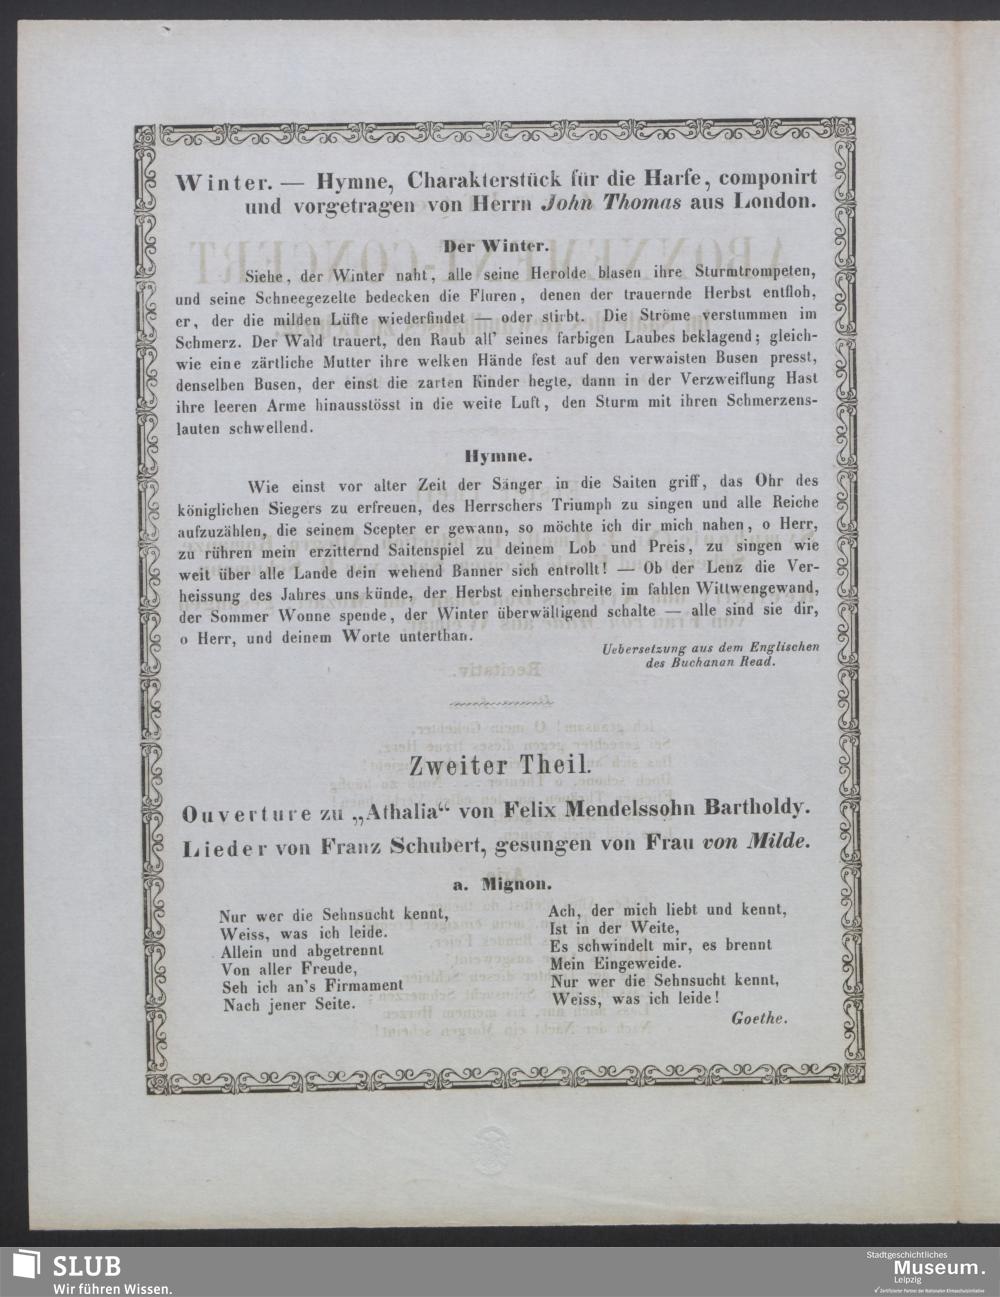 Winter. — Hymne, Charakterstück für die Harfe, componirt
und vorgetragen von Herrn John Thomas aus London.
Der Winter.
Siehe, der Winter naht, alle seine Herolde blasen ihre Sturmtrompeten,
und seine Schneegezelte bedecken die Fluren, denen der trauernde Herbst entfloh,
er, der die milden Lüfte wiederfindet — oder stirbt. Die Ströme verstummen im
Schmerz. Der Wald trauert, den Raub all' seines farbigen Laubes beklagend; gleich-
wie eine zärtliche Mutter ihre welken Hände fest auf den verwaisten Busen presst,
denselben Busen, der einst die zarten Kinder hegte, dann in der Verzweiflung Hast
ihre leeren Arme hinausstösst in die weite Luft, den Sturm mit ihren Schmerzens-
lauten schwellend.
Hymne.
Wie einst vor alter Zeit der Sänger in die Saiten griff, das Ohr des
königlichen Siegers zu erfreuen, des Herrschers Triumph zu singen und alle Reiche
aufzuzählen, die seinem Scepter er gewann, so möchte ich dir mich nahen, o Herr,
zu rühren mein erzitternd Saitenspiel zu deinem Lob und Preis, zu singen wie
weit über alle Lande dein wehend Banner sich entrollt! — Ob der Lenz die Ver-
heissung des Jahres uns künde, der Herbst einherschreite im fahlen Wittwengewand,
der Sommer Wonne spende, der Winter überwältigend schalte — alle sind sie dir,
o Herr, und deinem Worte unterthan.
Uebersetzung aus dem Englischen
des Buchanan Read.
Zweiter Theil.
Ouverture zu „Athalia“ von Felix Mendelssohn Bartholdy.
Lieder von Franz Schubert, gesungen von Frau von Milde.
a. Mignon.
Nur wer die Sehnsucht kennt,
Weiss, was ich leide.
Allein und abgetrennt
Von aller Freude,
Seh ich an's Firmament
Nach jener Seite.
Ach, der mich liebt und kennt,
Ist in der Weite,
Es schwindelt mir, es brennt
Mein Eingeweide.
Nur wer die Sehnsucht kennt,
Weiss, was ich leide!
Goethe.
SLUB
Wir führen Wissen.
Stadtgeschichtliches
Museum.
Leipzig
Zertifizierter Partner der Nationalen Klimaschutzinitiative